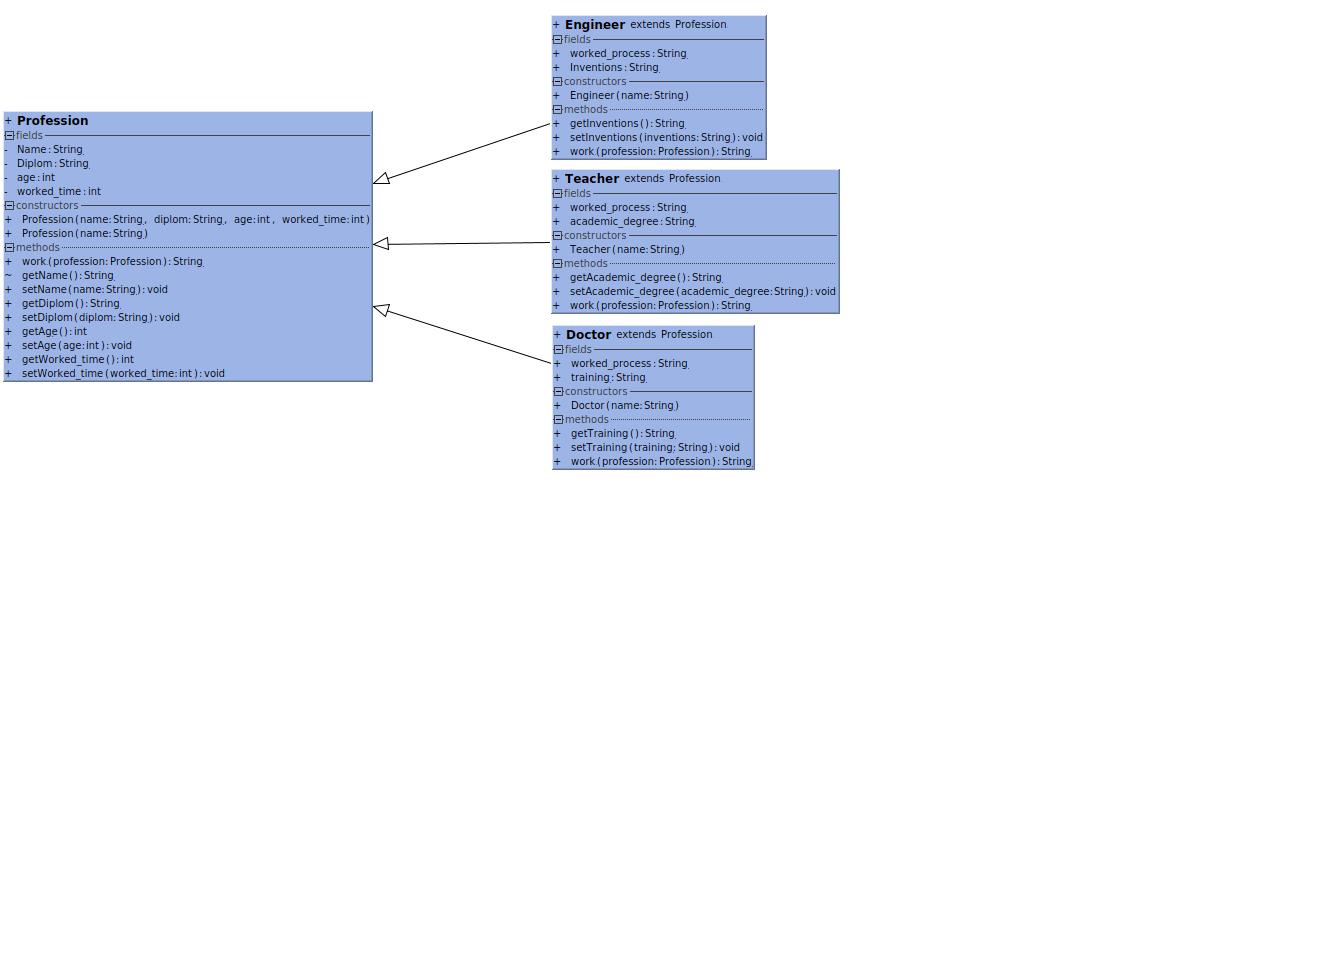 + Profession
fields
- Name : String
- Diplom : String
- age : int
- worked_time : int
constructors
+ Profession (name: String , diplom: String , age: int , worked_time: int )
+ Profession (name: String )
methods
+ work (profession: Profession ) : String
~ getName () : String
+ setName (name: String ) : void
+ getDiplom () : String
+ setDiplom (diplom: String ) : void
+ getAge () : int
+ setAge (age: int ) : void
+ getWorked_time () : int
+ setWorked_time (worked_time: int ) : void
+ Engineer extends Profession
fields
+ worked_process : String
+ Inventions : String
constructors
+ Engineer (name: String )
methods
+ getInventions () : String
+ setInventions (inventions: String ) : void
+ work (profession: Profession ) : String
+ Teacher extends Profession
fields
+ worked_process : String
+ academic_degree : String
constructors
+ Teacher (name: String )
methods
+ getAcademic_degree () : String
+ setAcademic_degree (academic_degree: String ) : void
+ work (profession: Profession ) : String
+ Doctor extends Profession
fields
+ worked_process : String
+ training : String
constructors
+ Doctor (name: String )
methods
+ getTraining () : String
+ setTraining (training: String ) : void
+ work (profession: Profession ) : String